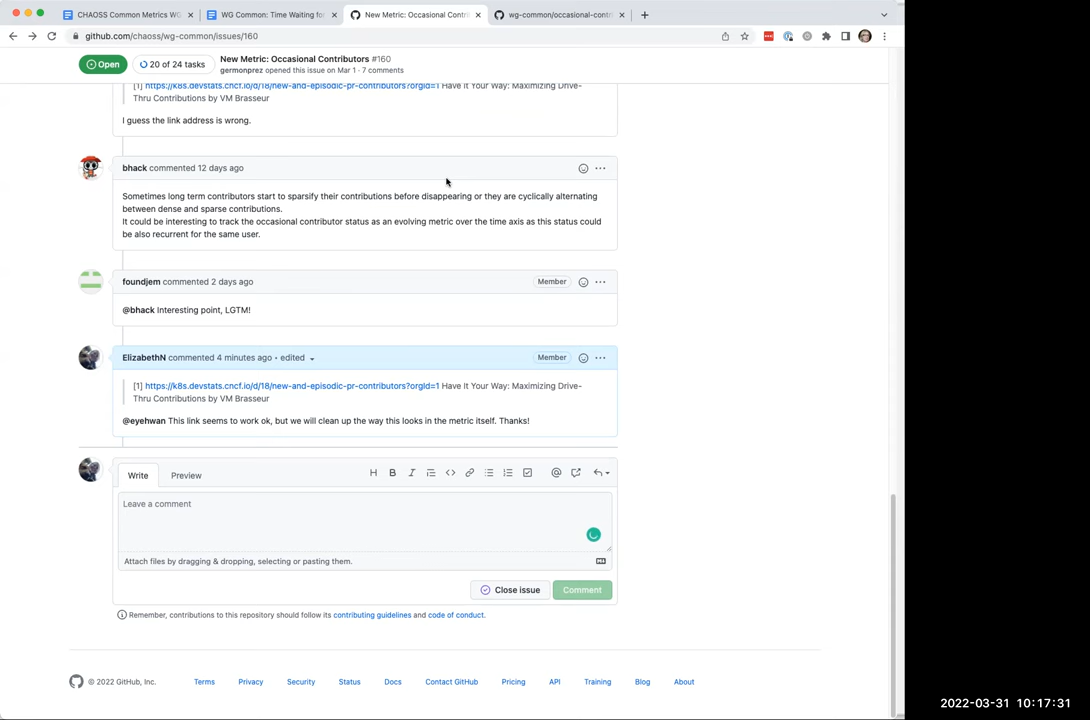 CHAOSS Common Metrics WG
WG Common: Time Waiting for
New Metric: Occasional Contri
wg-common/occasional-contri
github.com/chaoss/wg-common/issues/160
Open
20 of 24 tasks
New Metric: Occasional Contributors #160
germonprez opened this issue on Mar 1 · 7 comments
[1] https://k8s.devstats.cncf.io/d/18/new-and-episodic-pr-contributors?orgId=1 Have It Your Way: Maximizing Drive-
Thru Contributions by VM Brasseur
I guess the link address is wrong.
bhack commented 12 days ago
Sometimes long term contributors start to sparsify their contributions before disappearing or they are cyclically alternating
between dense and sparse contributions.
It could be interesting to track the occasional contributor status as an evolving metric over the time axis as this status could
be also recurrent for the same user.
foundjem commented 2 days ago
Member
@bhack Interesting point, LGTM!
ElizabethN commented 4 minutes ago • edited
Member
[1] https://k8s.devstats.cncf.io/d/18/new-and-episodic-pr-contributors?orgId=1 Have It Your Way: Maximizing Drive-
Thru Contributions by VM Brasseur
@eyehwan This link seems to work ok, but we will clean up the way this looks in the metric itself. Thanks!
Write
Preview
Leave a comment
Attach files by dragging & dropping, selecting or pasting them.
Close issue
Comment
Remember, contributions to this repository should follow its contributing guidelines and code of conduct.
© 2022 GitHub, Inc.
Terms
Privacy
Security
Status
Docs
Contact GitHub
Pricing
API
Training
Blog
About
2022-03-31 10:17:31